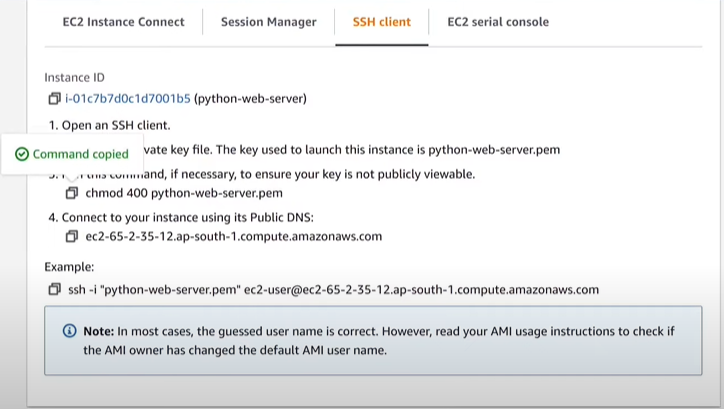 EC2 Instance Connect
Session Manager
SSH client
EC2 serial console
Instance ID
i-01c7b7d0c1d7001b5 (python-web-server)
1. Open an SSH client.
Command copied
vate key file. The key used to launch this instance is python-web-server.pem
and, if necessary, to ensure your key is not publicly viewable.
chmod 400 python-web-server.pem
4. Connect to your instance using its Public DNS:
ec2-65-2-35-12.ap-south-1.compute.amazonaws.com
Example:
ssh -i "python-web-server.pem" ec2-user@ec2-65-2-35-12.ap-south-1.compute.amazonaws.com
Note: In most cases, the guessed user name is correct. However, read your AMI usage instructions to check if
the AMI owner has changed the default AMI user name.